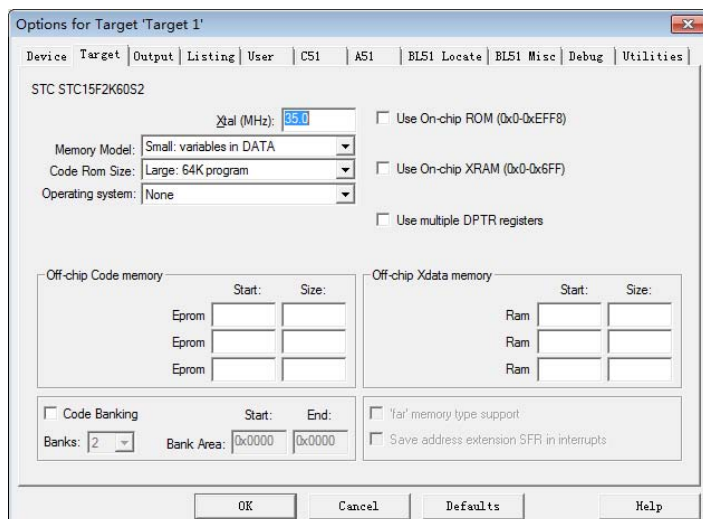 Options for Target 'Target 1'
Device Target Output Listing User C51 A51 BL51 Locate BL51 Misc Debug Utilities
STC STC15F2K60S2
Xtal (MHz): 35.0 Use On-chip ROM (0x0-0xEFF8)
Memory Model: Small: variables in DATA
Code Rom Size: Large: 64K program Use On-chip XRAM (0x0-0x6FF)
Operating system: None
Use multiple DPTR registers
Off-chip Code memory Off-chip Xdata memory
Start: Size: Start: Size:
Eprom Ram
Eprom Ram
Eprom Ram
Code Banking Start: End: 'far' memory type support
Banks: 2 Bank Area: 0x0000 0x0000 Save address extension SFR in interrupts
OK Cancel Defaults Help